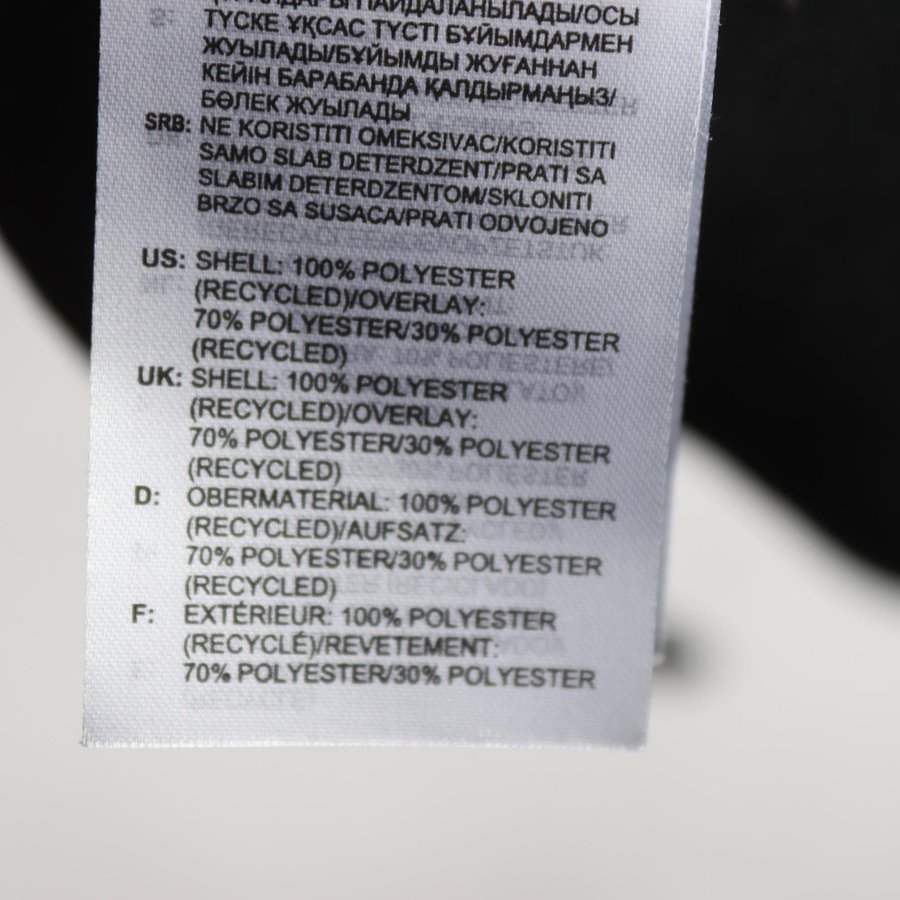 ПАЙДАЛАНЫЛАДЫ/ОСЫ
ТҮСКЕ ҰҚСАС ТҮСТІ БҰЙЫМДАРМЕН
ЖУЫЛАДЫ/БҰЙЫМДЫ ЖУҒАННАН
КЕЙІН БАРАБАНДА ҚАЛДЫРМАҢЫЗ/
БӨЛЕК ЖУЫЛАДЫ
SRB: NE KORISTITI OMEKSIVAC/KORISTITI
SAMO SLAB DETERDZENT/PRATI SA
SLABIM DETERDZENTOM/SKLONITI
BRZO SA SUSACA/PRATI ODVOJENO
US: SHELL: 100% POLYESTER
(RECYCLED)/OVERLAY:
70% POLYESTER/30% POLYESTER
(RECYCLED)
UK: SHELL: 100% POLYESTER
(RECYCLED)/OVERLAY:
70% POLYESTER/30% POLYESTER
(RECYCLED)
D: OBERMATERIAL: 100% POLYESTER
(RECYCLED)/AUFSATZ:
70% POLYESTER/30% POLYESTER
(RECYCLED)
F: EXTÉRIEUR: 100% POLYESTER
(RECYCLÉ)/REVETEMENT:
70% POLYESTER/30% POLYESTER